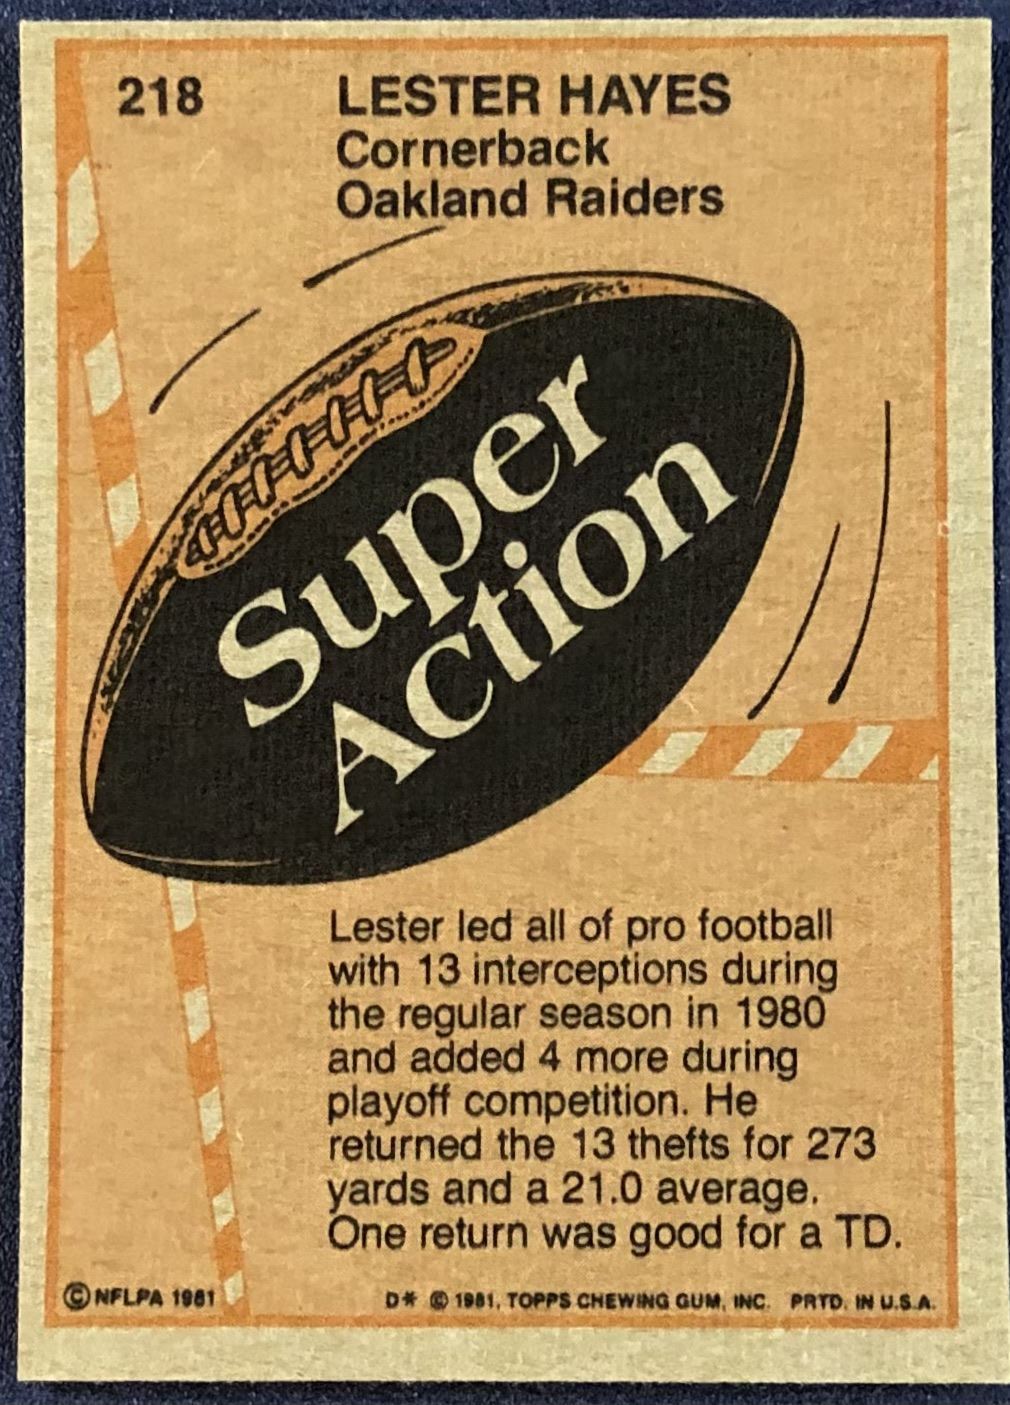 218
LESTER HAYES
Cornerback
Oakland Raiders
Super
Action
Lester led all of pro football
with 13 interceptions during
the regular season in 1980
and added 4 more during
playoff competition. He
returned the 13 thefts for 273
yards and a 21.0 average.
One return was good for a TD.
© NFLPA 1981
D* © 1981, TOPPS CHEWING GUM, INC. PRTD. IN U.S.A.